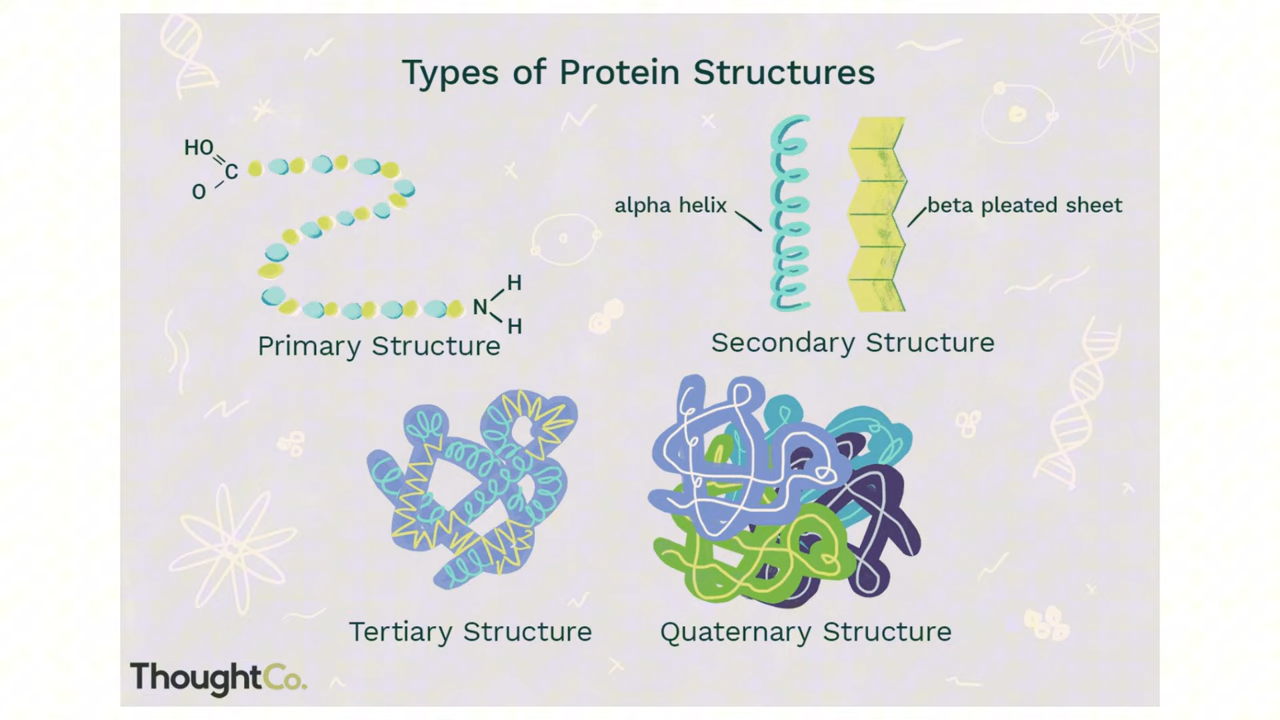 Types of Protein Structures
HO
C
O
N
H
H
Primary Structure
alpha helix
beta pleated sheet
Secondary Structure
Tertiary Structure
Quaternary Structure
ThoughtCo.